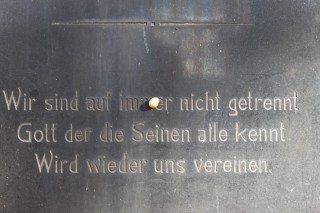 Wir sind auf immer nicht getrennt
Gott der die Seinen alle kennt
Wird wieder uns vereinen.